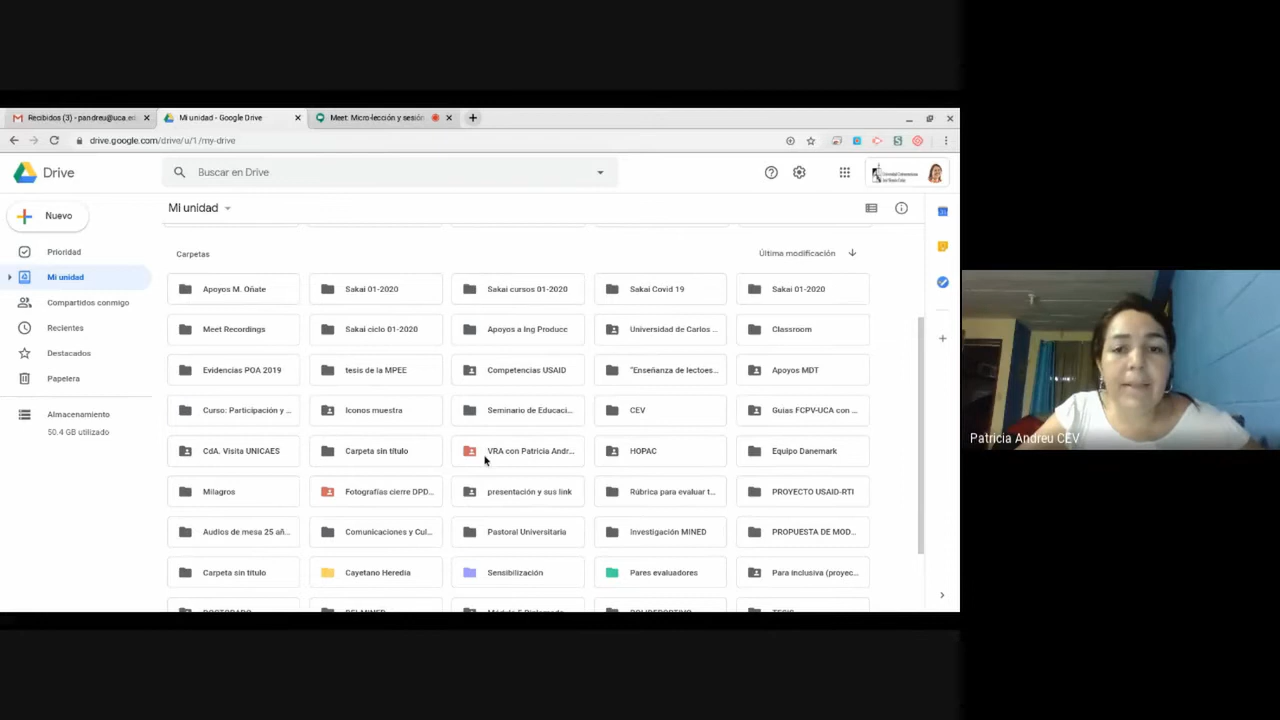 Recibidos (3) - pandreu@uca.ed
Mi unidad - Google Drive
Meet: Micro-lección y sesión
drive.google.com/drive/u/1/my-drive
Drive
Buscar en Drive
Nuevo
Mi unidad
Prioridad
Mi unidad
Compartidos conmigo
Recientes
Destacados
Papelera
Almacenamiento
50.4 GB utilizado
Carpetas
Última modificación
Apoyos M. Oñate
Sakai 01-2020
Sakai cursos 01-2020
Sakai Covid 19
Sakai 01-2020
Meet Recordings
Sakai ciclo 01-2020
Apoyos a Ing Producc
Universidad de Carlos ...
Classroom
Evidencias POA 2019
tesis de la MPEE
Competencias USAID
"Enseñanza de lectoes...
Apoyos MDT
Curso: Participación y ...
Iconos muestra
Seminario de Educaci...
CEV
Guías FCPV-UCA con ...
CdA. Visita UNICAES
Carpeta sin título
VRA con Patricia Andr...
HOPAC
Equipo Danemark
Milagros
Fotografías cierre DPD...
presentación y sus link
Rúbrica para evaluar t...
PROYECTO USAID-RTI
Audios de mesa 25 añ...
Comunicaciones y Cul...
Pastoral Universitaria
Investigación MINED
PROPUESTA DE MOD...
Carpeta sin título
Cayetano Heredia
Sensibilización
Pares evaluadores
Para inclusiva (proyec...
Patricia Andreu CEV